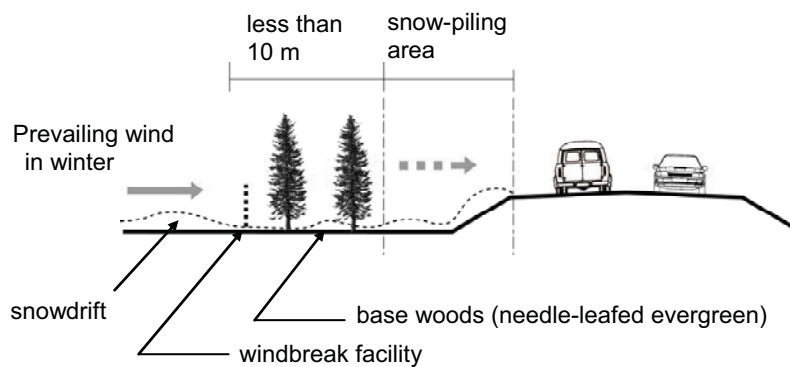 less than
10 m
snow-piling
area
Prevailing wind
in winter
snowdrift
base woods (needle-leafed evergreen)
windbreak facility